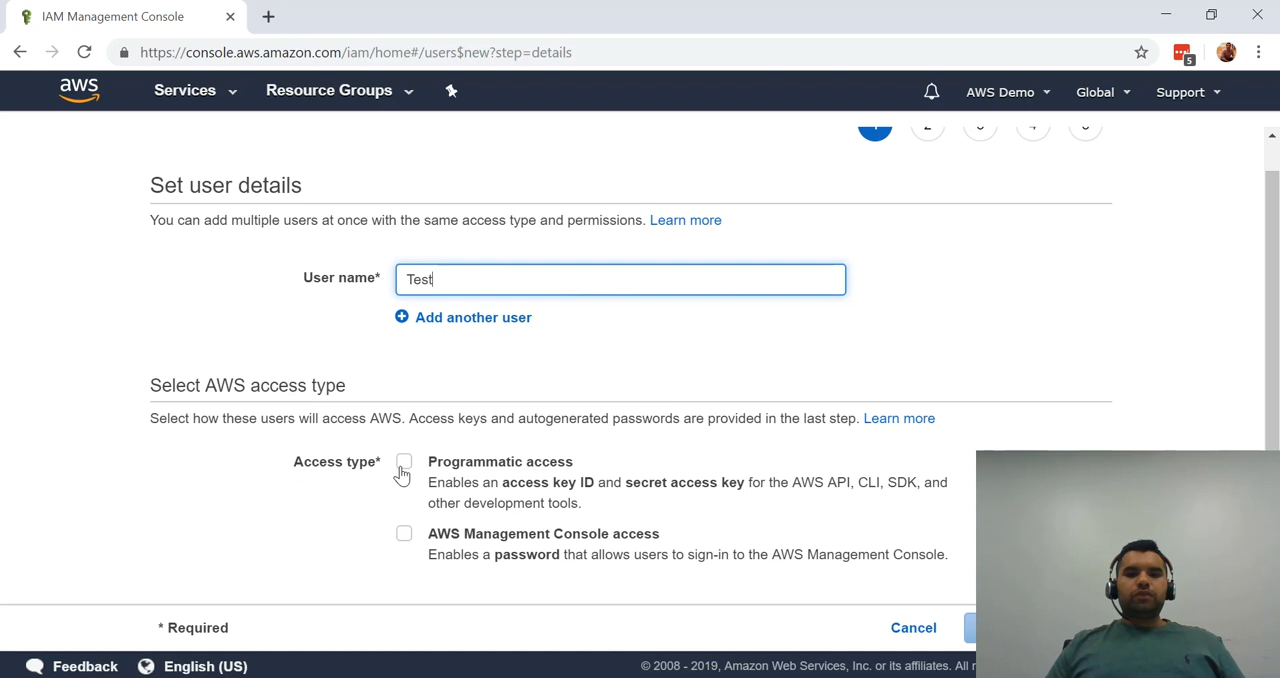 IAM Management Console
https://console.aws.amazon.com/iam/home#/users$new?step=details
5
aws
Services
Resource Groups
AWS Demo
Global
Support
Set user details
You can add multiple users at once with the same access type and permissions. Learn more
User name*
Test
Add another user
Select AWS access type
Select how these users will access AWS. Access keys and autogenerated passwords are provided in the last step. Learn more
Access type*
Programmatic access
Enables an access key ID and secret access key for the AWS API, CLI, SDK, and
other development tools.
AWS Management Console access
Enables a password that allows users to sign-in to the AWS Management Console.
* Required
Cancel
Feedback
English (US)
© 2008 - 2019, Amazon Web Services, Inc. or its affiliates. All